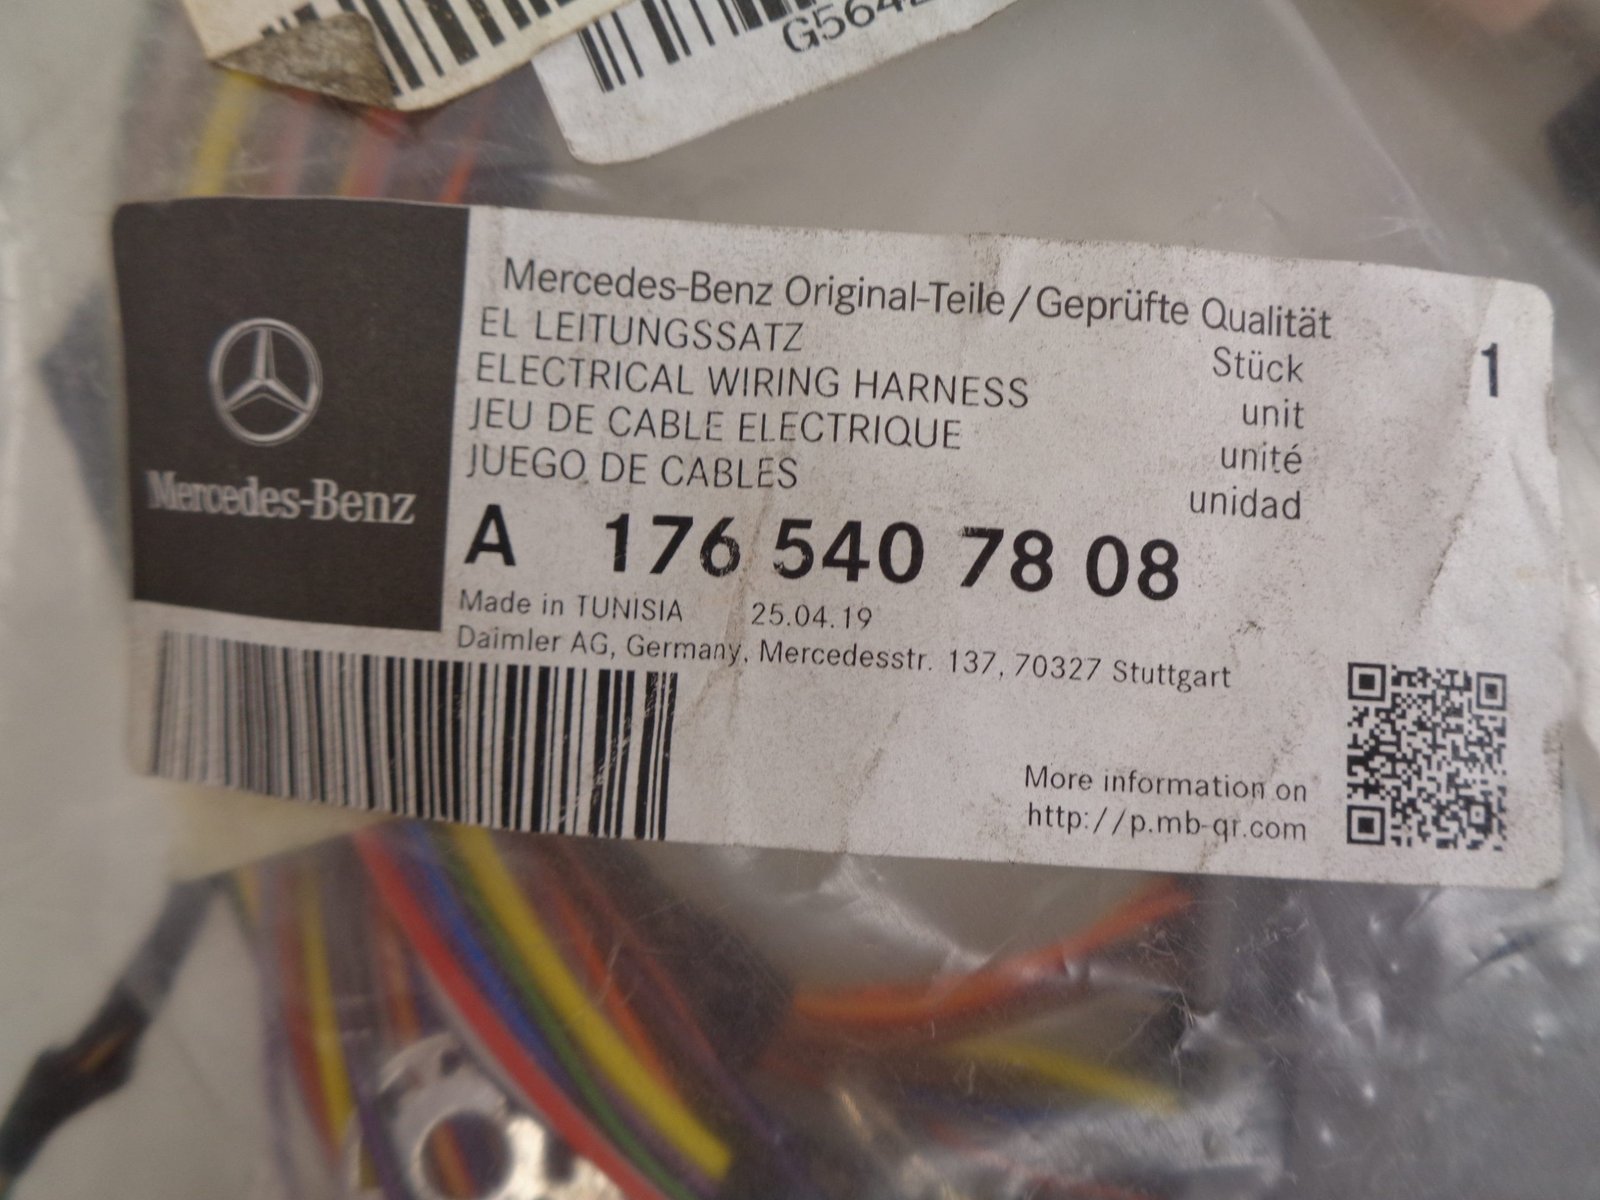 Mercedes-Benz
Mercedes-Benz Original-Teile/Geprüfte Qualität
EL LEITUNGSSATZ Stück 1
ELECTRICAL WIRING HARNESS unit
JEU DE CABLE ELECTRIQUE unité
JUEGO DE CABLES unidad
A 176 540 78 08
Made in TUNISIA 25.04.19
Daimler AG, Germany, Mercedesstr. 137, 70327 Stuttgart
More information on
http://p.mb-qr.com